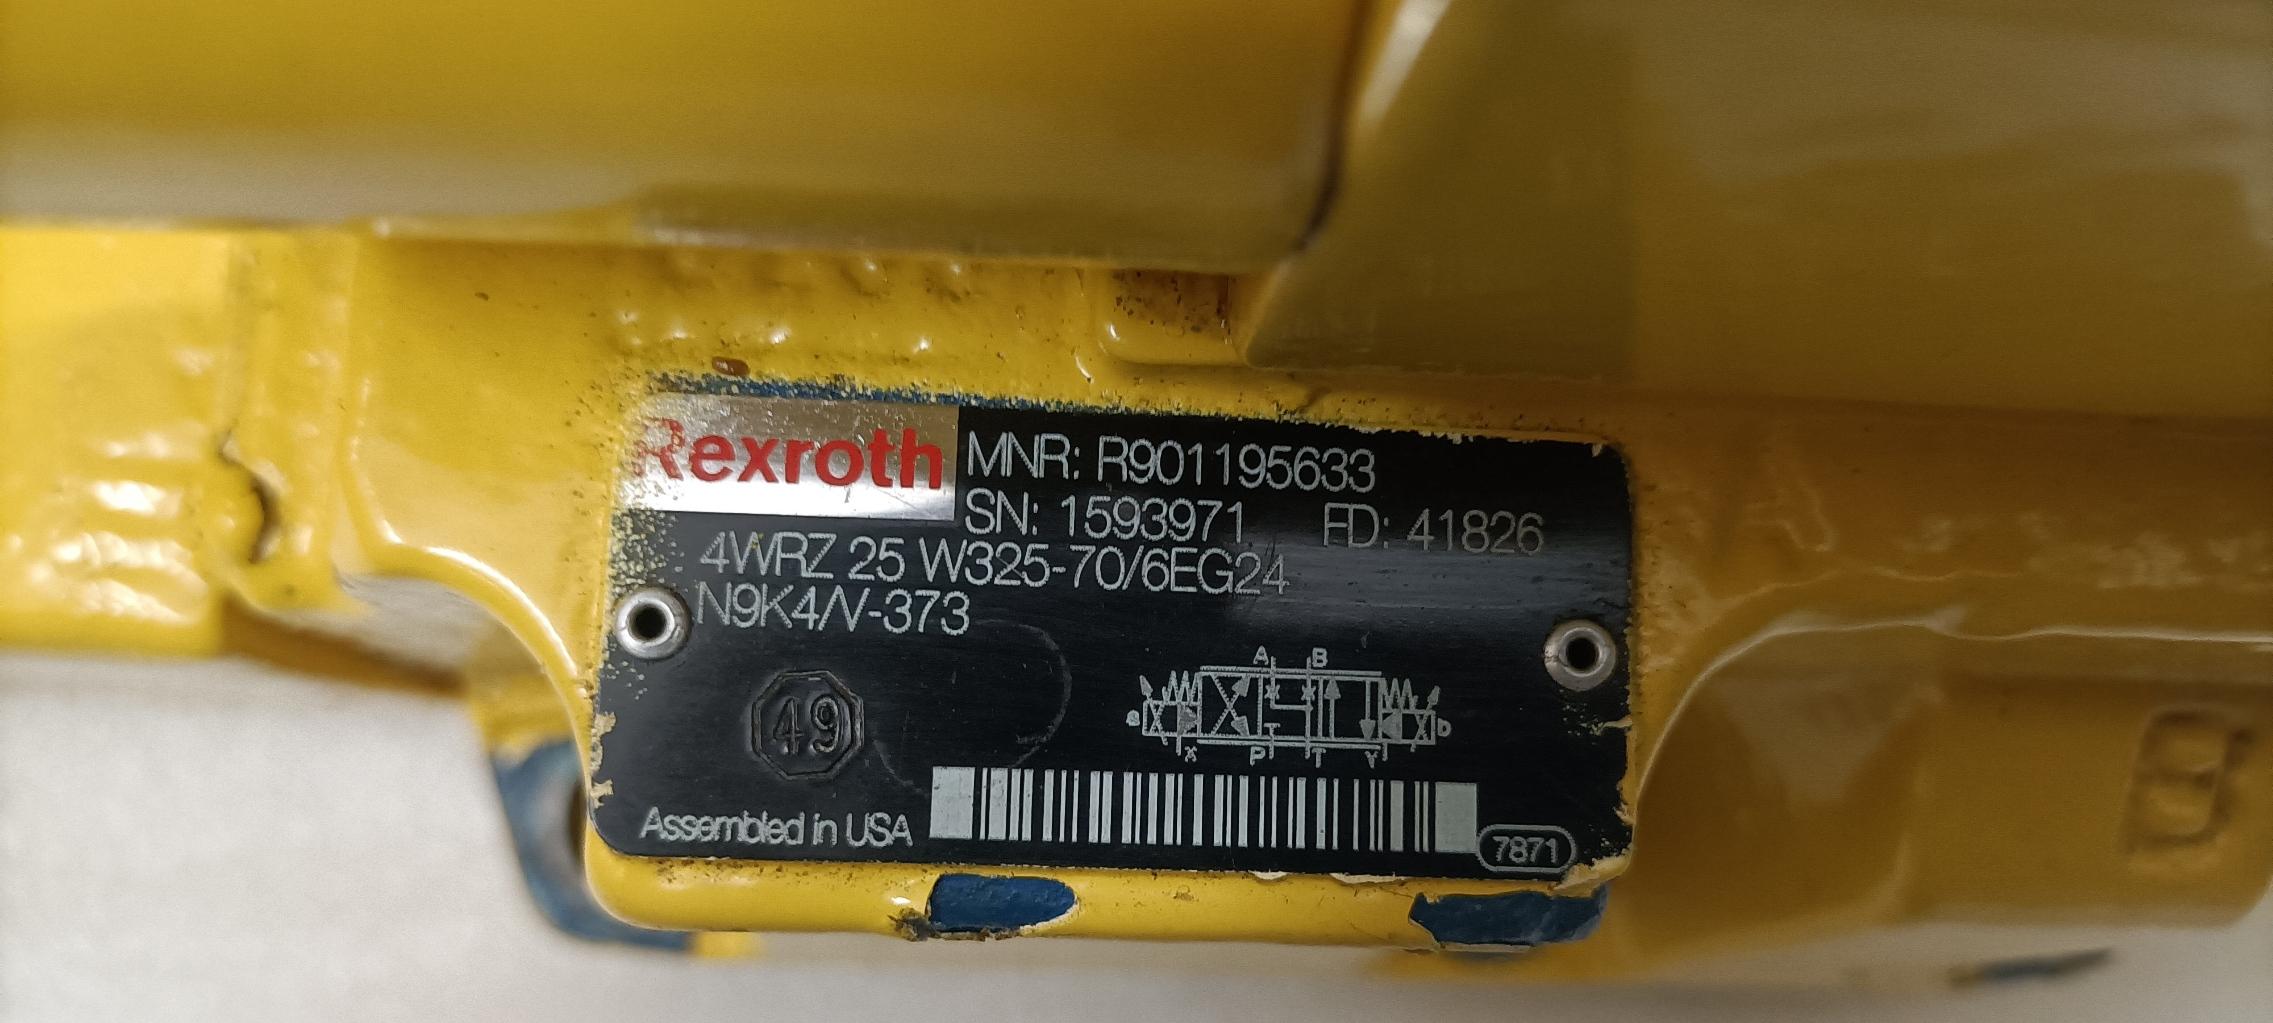 Rexroth
MNR: R901195633
SN: 1593971 FD: 41826
4WRZ 25 W325-70/6EG24
N9K4/V-373
A B
a b
X P T Y
49
Assembled in USA
7871
B